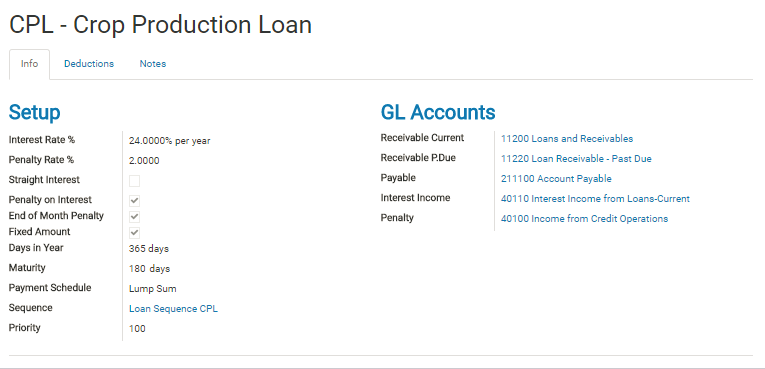 CPL - Crop Production Loan
Info Deductions Notes
Setup
Interest Rate % 24.0000% per year
Penalty Rate % 2.0000
Straight Interest
Penalty on Interest
End of Month Penalty
Fixed Amount
Days in Year 365 days
Maturity 180 days
Payment Schedule Lump Sum
Sequence Loan Sequence CPL
Priority 100
GL Accounts
Receivable Current 11200 Loans and Receivables
Receivable P.Due 11220 Loan Receivable - Past Due
Payable 211100 Account Payable
Interest Income 40110 Interest Income from Loans-Current
Penalty 40100 Income from Credit Operations